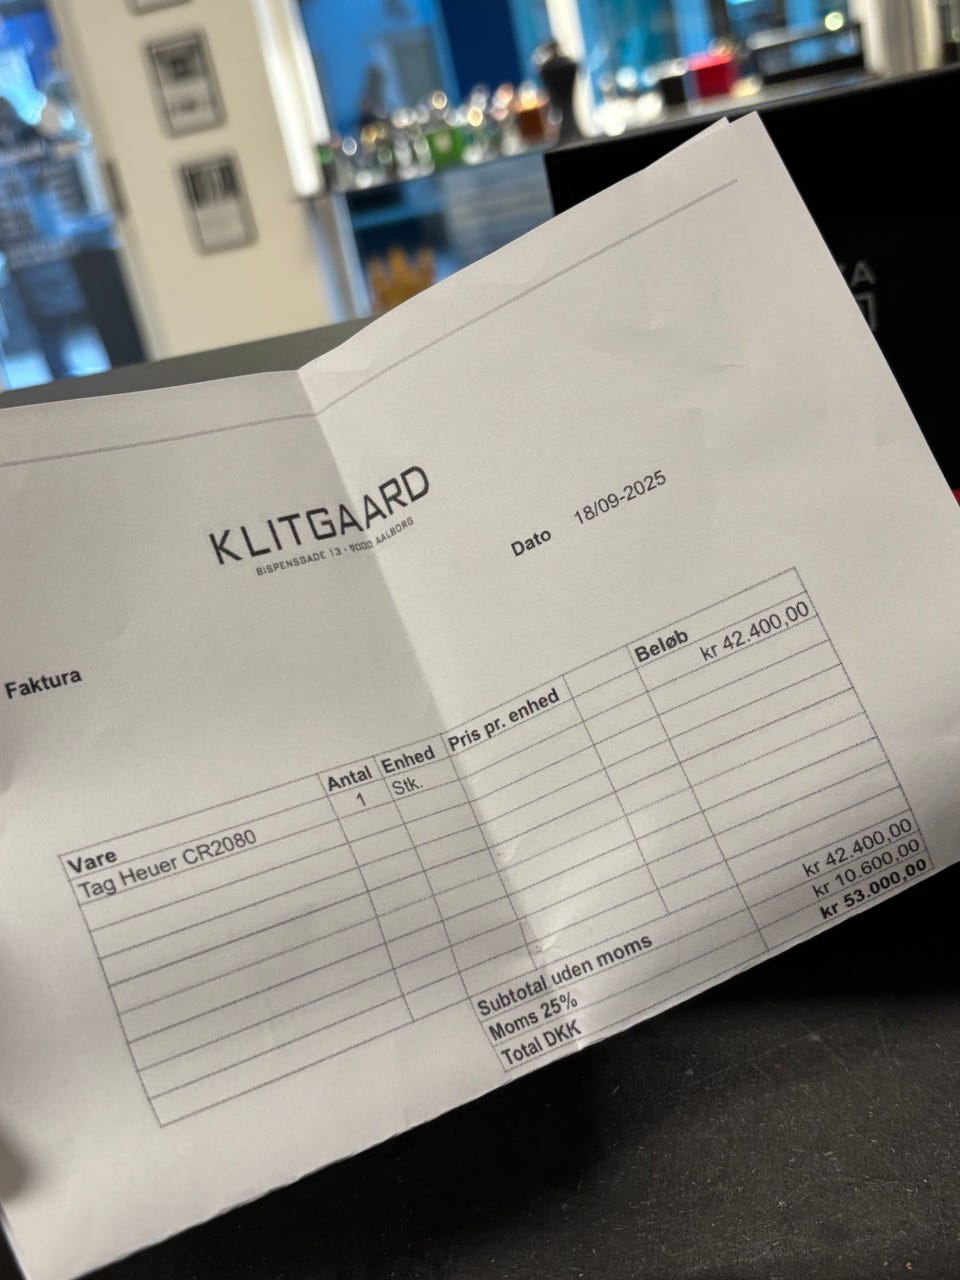 KLITGAARD
BISPENSGADE 13 · 9000 AALBORG
Dato 18/09-2025
Faktura
Vare Antal Enhed Pris pr. enhed Beløb
Tag Heuer CR2080 1 Stk. kr 42.400,00
Subtotal uden moms kr 42.400,00
Moms 25% kr 10.600,00
Total DKK kr 53.000,00